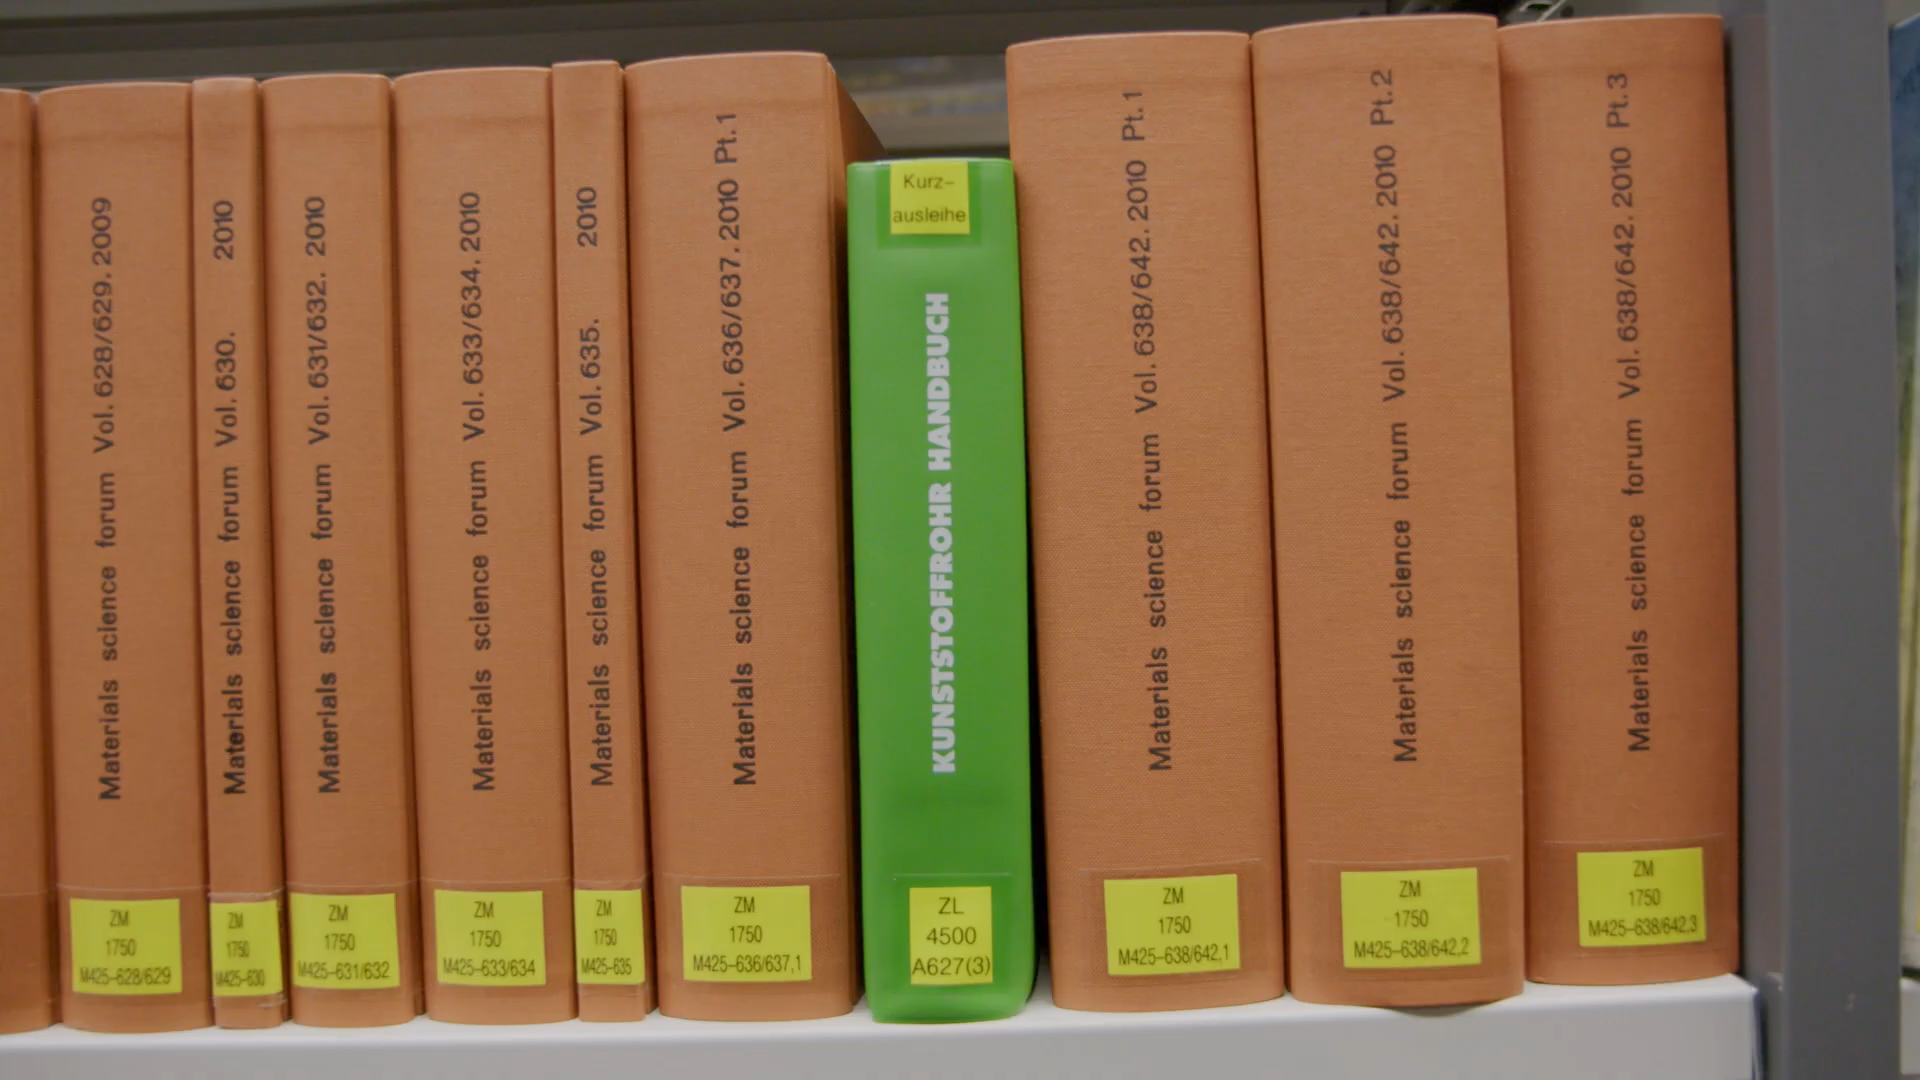 Materials science forum Vol. 628/629. 2009
ZM
1750
M425-628/629
Materials science forum Vol. 630. 2010
ZM
1750
M425-630
Materials science forum Vol. 631/632. 2010
ZM
1750
M425-631/632
Materials science forum Vol. 633/634. 2010
ZM
1750
M425-633/634
Materials science forum Vol. 635. 2010
ZM
1750
M425-635
Materials science forum Vol. 636/637. 2010 Pt. 1
ZM
1750
M425-636/637,1
Kurz-
ausleihe
KUNSTSTOFFROHR HANDBUCH
ZL
4500
A627(3)
Materials science forum Vol. 638/642. 2010 Pt. 1
ZM
1750
M425-638/642,1
Materials science forum Vol. 638/642. 2010 Pt. 2
ZM
1750
M425-638/642,2
Materials science forum Vol. 638/642. 2010 Pt. 3
ZM
1750
M425-638/642,3